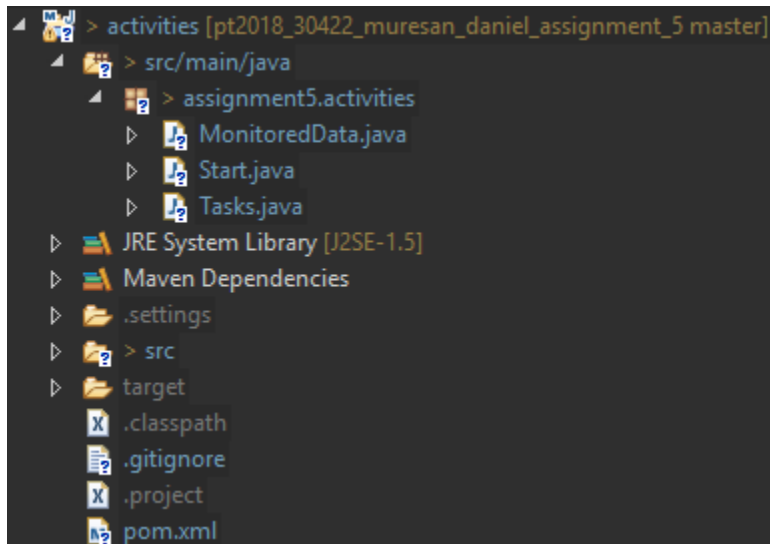 > activities [pt2018_30422_muresan_daniel_assignment_5 master]
> src/main/java
> assignment5.activities
MonitoredData.java
Start.java
Tasks.java
JRE System Library [J2SE-1.5]
Maven Dependencies
.settings
> src
target
.classpath
.gitignore
.project
pom.xml